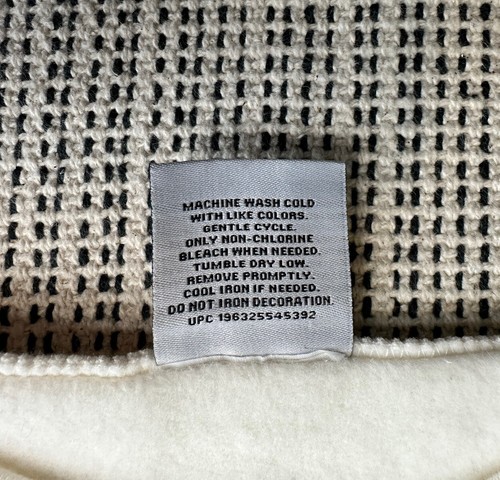 MACHINE WASH COLD
WITH LIKE COLORS.
GENTLE CYCLE.
ONLY NON-CHLORINE
BLEACH WHEN NEEDED.
TUMBLE DRY LOW.
REMOVE PROMPTLY.
COOL IRON IF NEEDED.
DO NOT IRON DECORATION.
UPC 196325545392